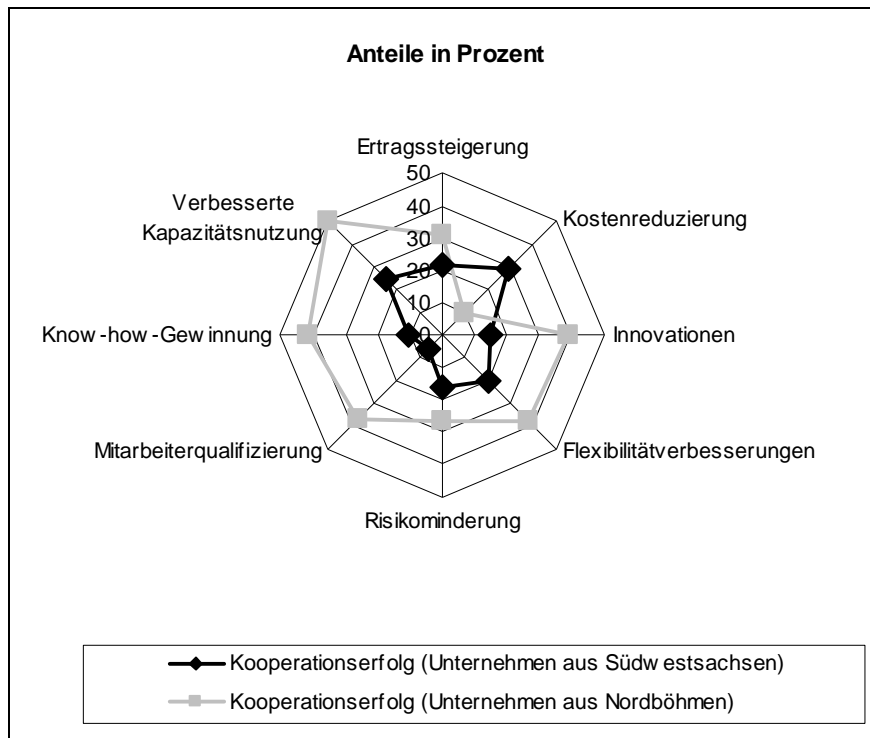 Anteile in Prozent
Ertragssteigerung
50
40
30
20
10
0
Kostenreduzierung
Innovationen
Flexibilitätverbesserungen
Risikominderung
Mitarbeiterqualifizierung
Know-how-Gewinnung
Verbesserte
Kapazitätsnutzung
Kooperationserfolg (Unternehmen aus Südwestsachsen)
Kooperationserfolg (Unternehmen aus Nordböhmen)